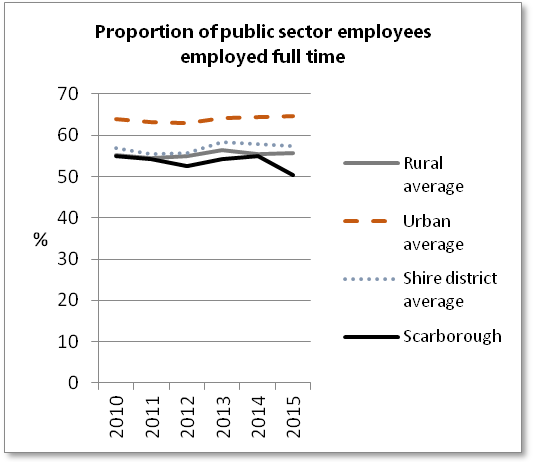 Proportion of public sector employees
employed full time
70
60
50
40
30
20
10
0
%
2010
2011
2012
2013
2014
2015
Rural
average
Urban
average
Shire district
average
Scarborough